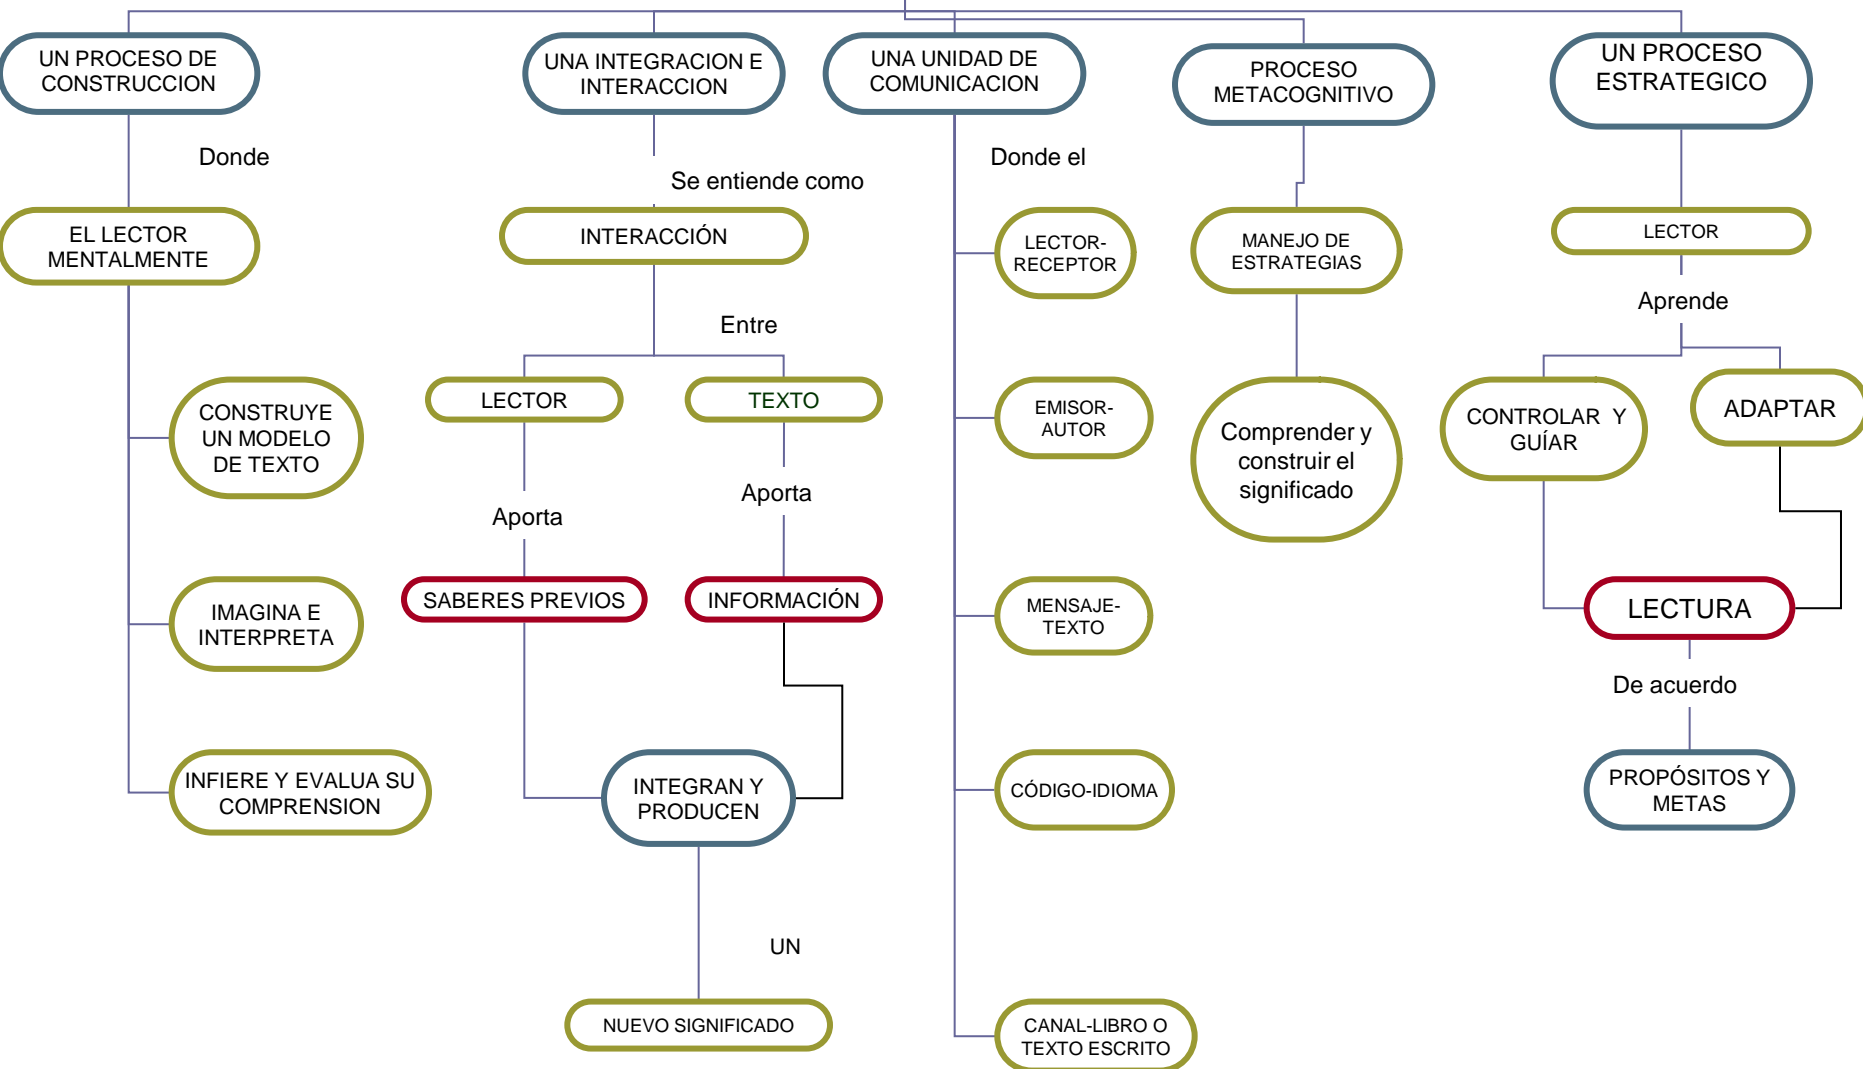 UN PROCESO DE
CONSTRUCCION
UNA INTEGRACION E
INTERACCION
UNA UNIDAD DE
COMUNICACION
PROCESO
METACOGNITIVO
UN PROCESO
ESTRATEGICO
Donde
Se entiende como
Donde el
EL LECTOR
MENTALMENTE
INTERACCIÓN
LECTOR-
RECEPTOR
MANEJO DE
ESTRATEGIAS
LECTOR
Entre
Aprende
CONSTRUYE
UN MODELO
DE TEXTO
LECTOR
TEXTO
EMISOR-
AUTOR
Comprender y
construir el
significado
CONTROLAR Y
GUÍAR
ADAPTAR
Aporta
Aporta
IMAGINA E
INTERPRETA
SABERES PREVIOS
INFORMACIÓN
MENSAJE-
TEXTO
LECTURA
De acuerdo
INFIERE Y EVALUA SU
COMPRENSION
INTEGRAN Y
PRODUCEN
CÓDIGO-IDIOMA
PROPÓSITOS Y
METAS
UN
NUEVO SIGNIFICADO
CANAL-LIBRO O
TEXTO ESCRITO